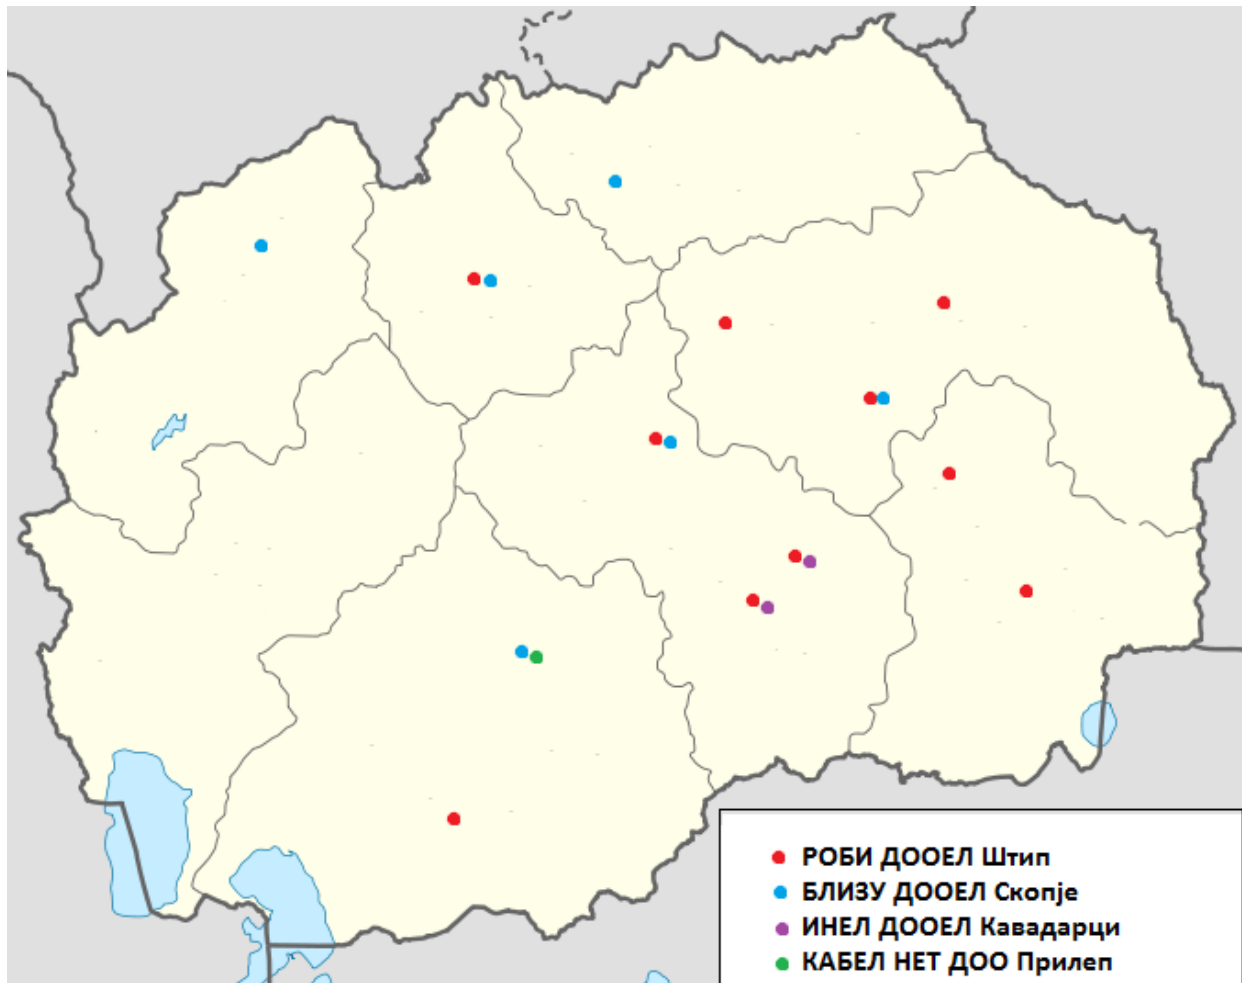 РОБИ ДООЕЛ Штип
БЛИЗУ ДООЕЛ Скопје
ИНЕЛ ДООЕЛ Кавадарци
КАБЕЛ НЕТ ДОО Прилеп